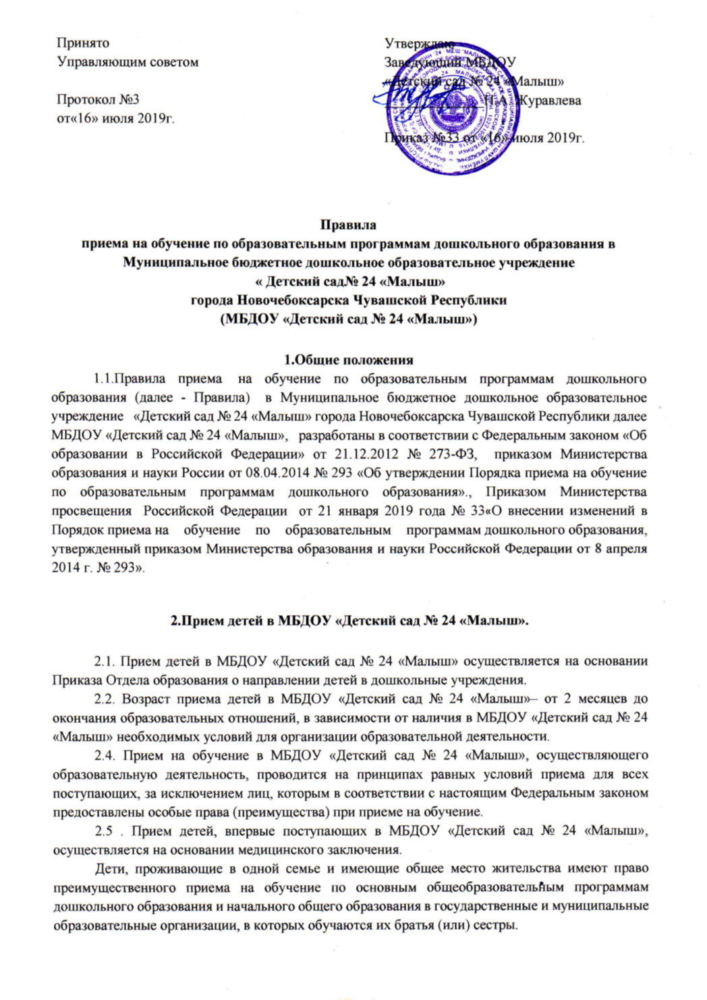 Принято
Управляющим советом
Протокол №3
от«16» июля 2019г.
Утверждаю
Заведующий МБДОУ
«Детский сад № 24 «Малыш»
Н.А. Журавлева
Приказ №33 от «16» июля 2019г.
Правила
приема на обучение по образовательным программам дошкольного образования в
Муниципальное бюджетное дошкольное образовательное учреждение
« Детский сад№ 24 «Малыш»
города Новочебоксарска Чувашской Республики
(МБДОУ «Детский сад № 24 «Малыш»)
1.Общие положения
1.1.Правила приема на обучение по образовательным программам дошкольного
образования (далее - Правила) в Муниципальное бюджетное дошкольное образовательное
учреждение «Детский сад № 24 «Малыш» города Новочебоксарска Чувашской Республики далее
МБДОУ «Детский сад № 24 «Малыш», разработаны в соответствии с Федеральным законом «Об
образовании в Российской Федерации» от 21.12.2012 № 273-ФЗ, приказом Министерства
образования и науки России от 08.04.2014 № 293 «Об утверждении Порядка приема на обучение
по образовательным программам дошкольного образования»., Приказом Министерства
просвещения Российской Федерации от 21 января 2019 года № 33«О внесении изменений в
Порядок приема на обучение по образовательным программам дошкольного образования,
утвержденный приказом Министерства образования и науки Российской Федерации от 8 апреля
2014 г. № 293».
2.Прием детей в МБДОУ «Детский сад № 24 «Малыш».
2.1. Прием детей в МБДОУ «Детский сад № 24 «Малыш» осуществляется на основании
Приказа Отдела образования о направлении детей в дошкольные учреждения.
2.2. Возраст приема детей в МБДОУ «Детский сад № 24 «Малыш»– от 2 месяцев до
окончания образовательных отношений, в зависимости от наличия в МБДОУ «Детский сад № 24
«Малыш» необходимых условий для организации образовательной деятельности.
2.4. Прием на обучение в МБДОУ «Детский сад № 24 «Малыш», осуществляющего
образовательную деятельность, проводится на принципах равных условий приема для всех
поступающих, за исключением лиц, которым в соответствии с настоящим Федеральным законом
предоставлены особые права (преимущества) при приеме на обучение.
2.5 . Прием детей, впервые поступающих в МБДОУ «Детский сад № 24 «Малыш»,
осуществляется на основании медицинского заключения.
Дети, проживающие в одной семье и имеющие общее место жительства имеют право
преимущественного приема на обучение по основным общеобразовательным программам
дошкольного образования и начального общего образования в государственные и муниципальные
образовательные организации, в которых обучаются их братья (или) сестры.